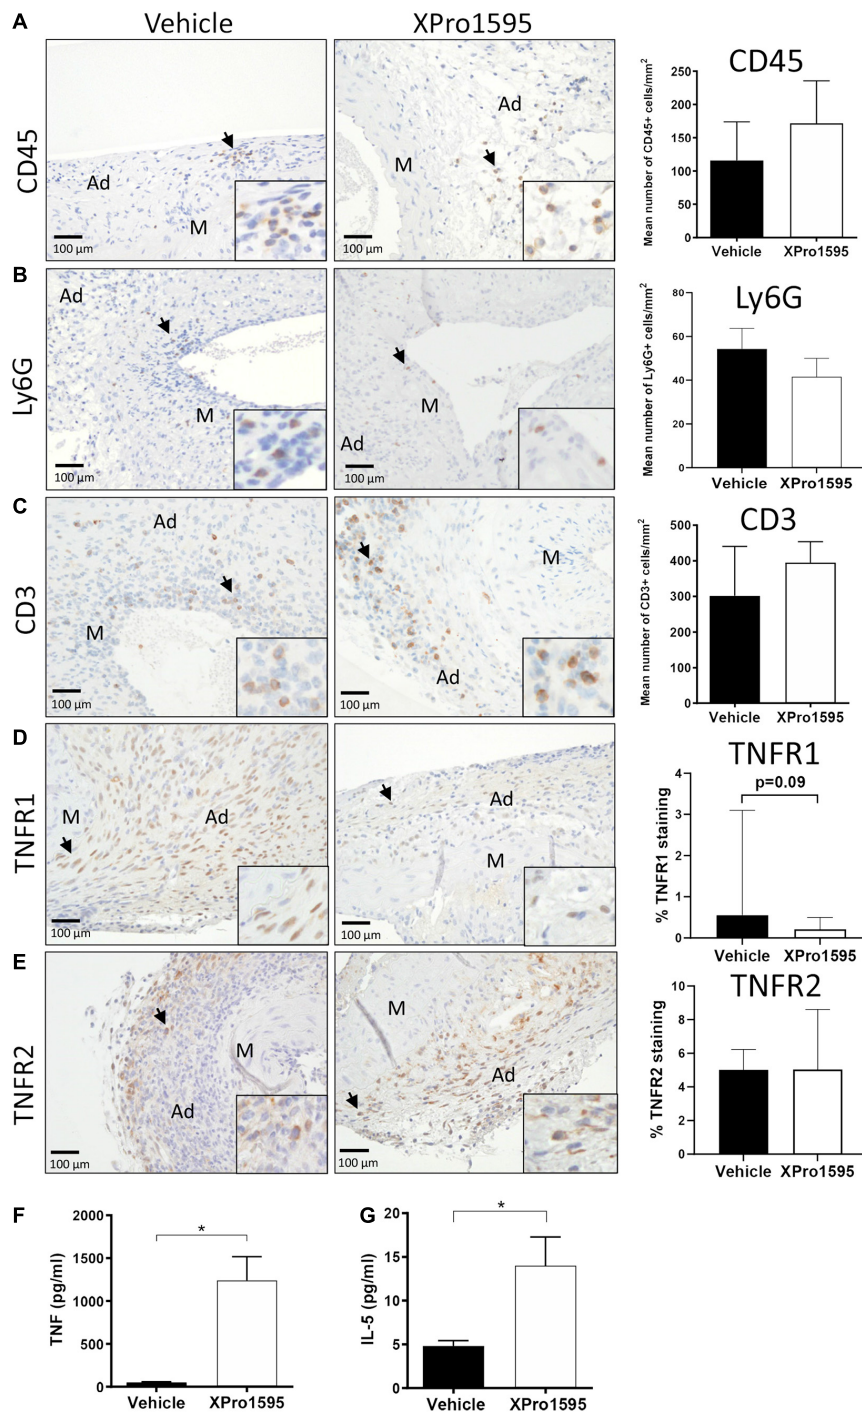 Vehicle
XPro1595
A
CD45
Ad
M
100 µm
Ad
M
100 µm
CD45
Mean number of CD45+ cells/mm²
250
200
150
100
50
0
Vehicle
XPro1595
B
Ly6G
Ad
M
100 µm
M
Ad
100 µm
Ly6G
Mean number of Ly6G+ cells/mm²
80
60
40
20
0
Vehicle
XPro1595
C
CD3
Ad
M
100 µm
M
Ad
100 µm
CD3
Mean number of CD3+ cells/mm²
500
400
300
200
100
0
Vehicle
XPro1595
D
TNFR1
M
Ad
100 µm
Ad
M
100 µm
TNFR1
p=0.09
% TNFR1 staining
4
3
2
1
0
Vehicle
XPro1595
E
TNFR2
M
Ad
100 µm
M
Ad
100 µm
TNFR2
% TNFR2 staining
10
8
6
4
2
0
Vehicle
XPro1595
F
TNF (pg/ml)
2000
1500
1000
500
0
*
Vehicle
XPro1595
G
IL-5 (pg/ml)
20
15
10
5
0
*
Vehicle
XPro1595